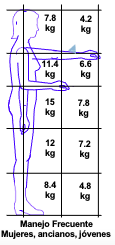 7.8 4.2
kg kg
11.4 6.6
kg kg
15 7.8
kg kg
12 7.2
kg kg
8.4 4.8
kg kg
Manejo Frecuente
Mujeres, ancianos, jóvenes